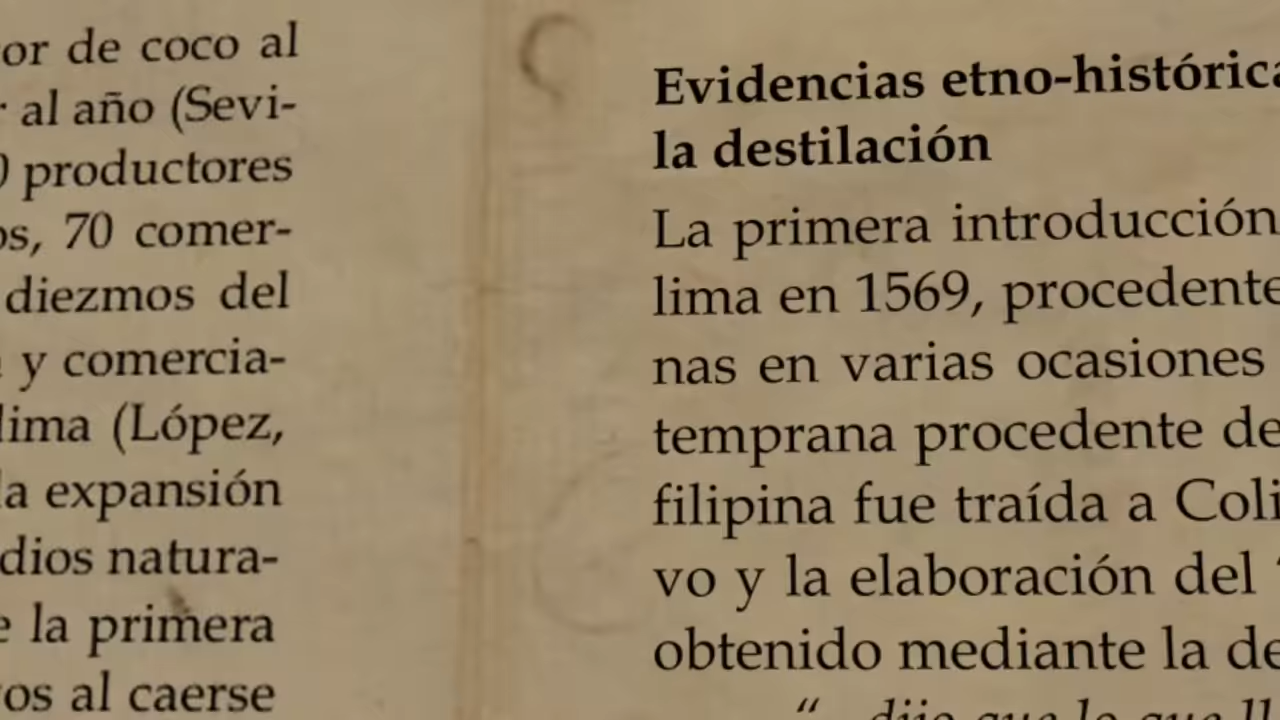 or de coco al
al año (Sevi-
productores
os, 70 comer-
diezmos del
y comercia-
lima (López,
la expansión
dios natura-
la primera
vos al caerse
Evidencias etno-históric
la destilación
La primera introducción
lima en 1569, procedente
nas en varias ocasiones
temprana procedente de
filipina fue traída a Coli
vo y la elaboración del
obtenido mediante la de
" dijo que lo que ll